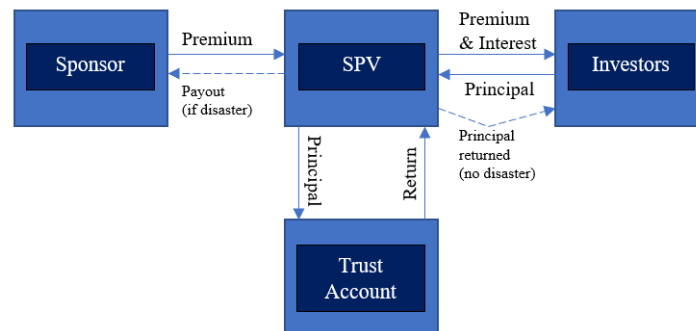 Sponsor
Premium
Payout
(if disaster)
SPV
Premium
& Interest
Principal
Principal
returned
(no disaster)
Investors
Principal
Return
Trust
Account